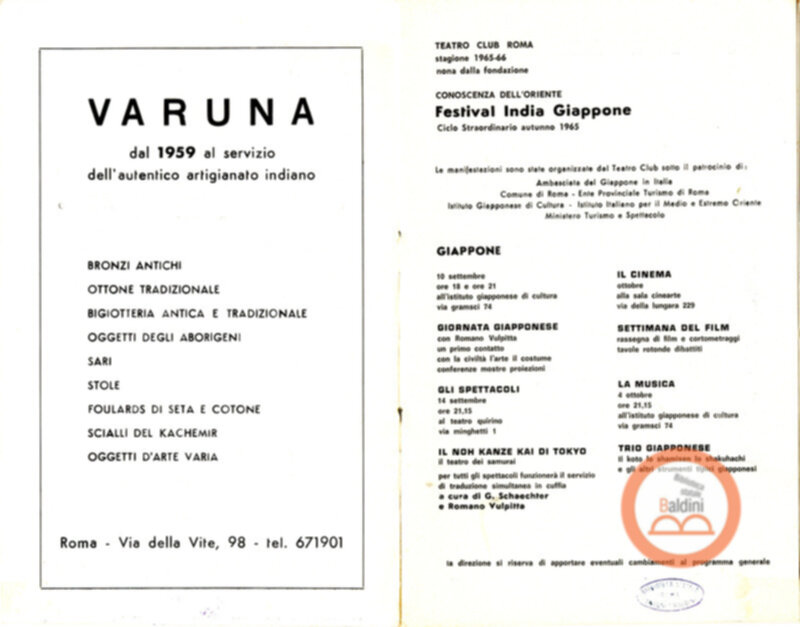 VARUNA
dal 1959 al servizio
dell'autentico artigianato indiano
BRONZI ANTICHI
OTTONE TRADIZIONALE
BIGIOTTERIA ANTICA E TRADIZIONALE
OGGETTI DEGLI ABORIGENI
SARI
STOLE
FOULARDS DI SETA E COTONE
SCIALLI DEL KACHEMIR
OGGETTI D'ARTE VARIA
Roma - Via della Vite, 98 - tel. 671901
TEATRO CLUB ROMA
stagione 1965-66
nona dalla fondazione
CONOSCENZA DELL'ORIENTE
Festival India Giappone
Ciclo Straordinario autunno 1965
Le manifestazioni sono state organizzate dal Teatro Club sotto il patrocinio di:
Ambasciata del Giappone in Italia
Comune di Roma - Ente Provinciale Turismo di Roma
Istituto Giapponese di Cultura - Istituto Italiano per il Medio e Estremo Oriente
Ministero Turismo e Spettacolo
GIAPPONE
10 settembre
ore 18 e ore 21
all'istituto giapponese di cultura
via gramsci 74
GIORNATA GIAPPONESE
con Romano Vulpitta
un primo contatto
con la civiltà l'arte il costume
conferenze mostre proiezioni
GLI SPETTACOLI
14 settembre
ore 21,15
al teatro quirino
via minghetti 1
IL NOH KANZE KAI DI TOKYO
il teatro dei samurai
per tutti gli spettacoli funzionerà il servizio
di traduzione simultanea in cuffia
a cura di G. Schaechter
e Romano Vulpitta
IL CINEMA
ottobre
alla sala cinearte
via della lungara 229
SETTIMANA DEL FILM
rassegna di film e cortometraggi
tavole rotonde dibattiti
LA MUSICA
4 ottobre
ore 21,15
all'istituto giapponese di cultura
via gramsci 74
TRIO GIAPPONESE
il koto lo shamisen lo shakuhachi
e gli altri strumenti tipici giapponesi
Biblioteca
statale
Baldini
la direzione si riserva di apportare eventuali cambiamenti al programma generale